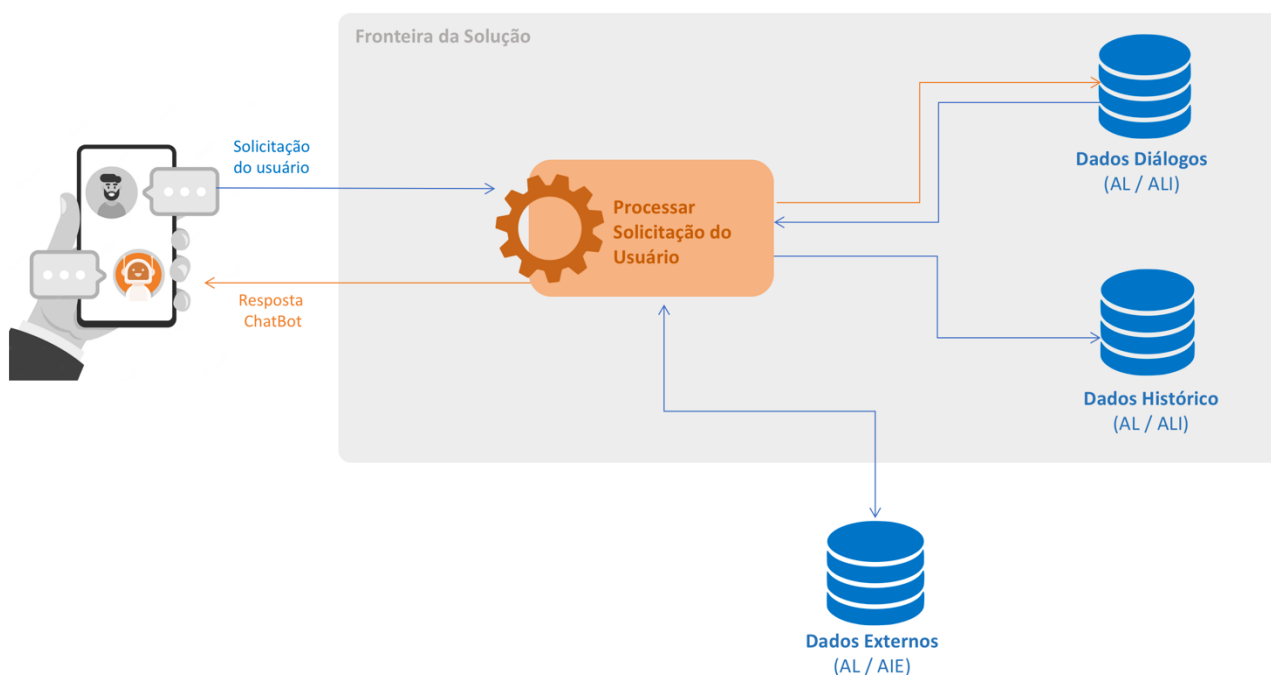 Fronteira da Solução
Solicitação
do usuário
Processar
Solicitação do
Usuário
Resposta
ChatBot
Dados Diálogos
(AL / ALI)
Dados Histórico
(AL / ALI)
Dados Externos
(AL / AIE)